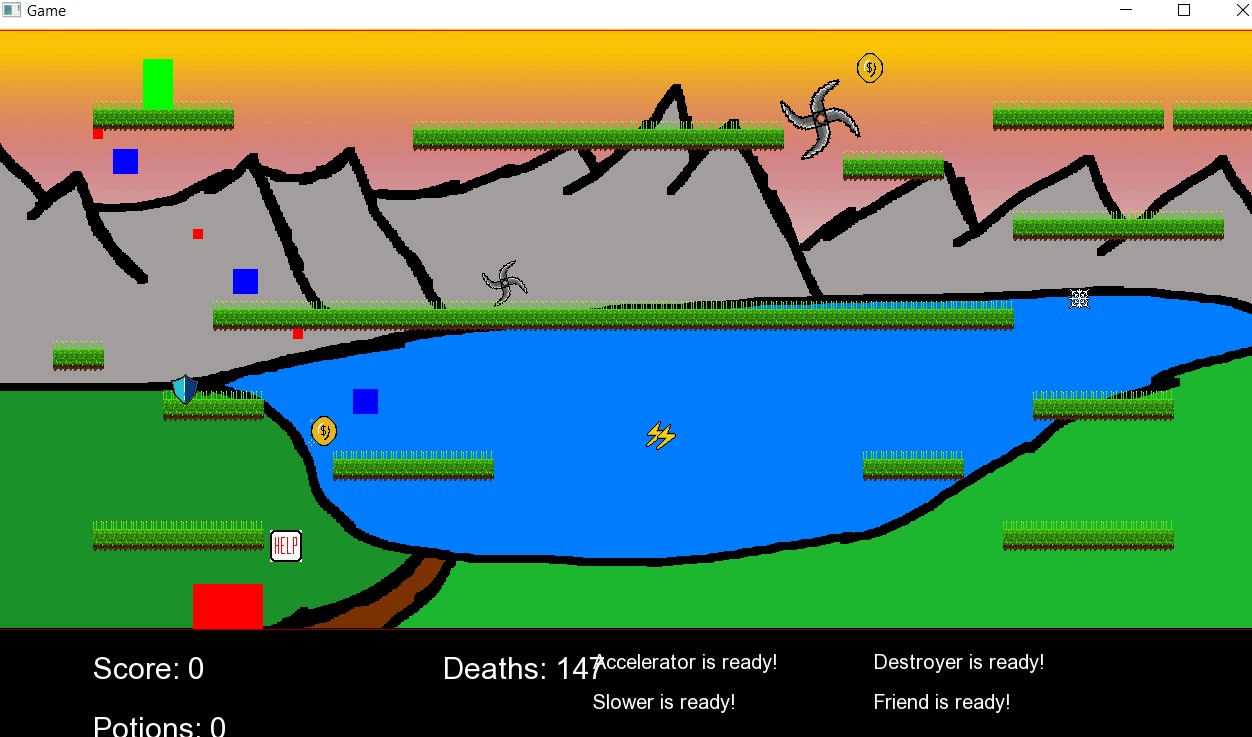 Game
$
$
HELP
Score: 0
Deaths: 147
Accelerator is ready!
Destroyer is ready!
Slower is ready!
Friend is ready!
Potions: 0